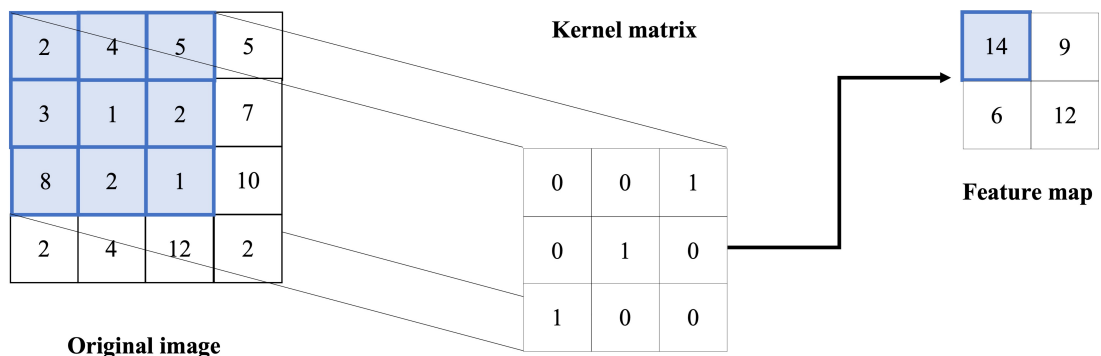 Kernel matrix
2 4 5 5
3 1 2 7
8 2 1 10
2 4 12 2
Original image
0 0 1
0 1 0
1 0 0
14 9
6 12
Feature map